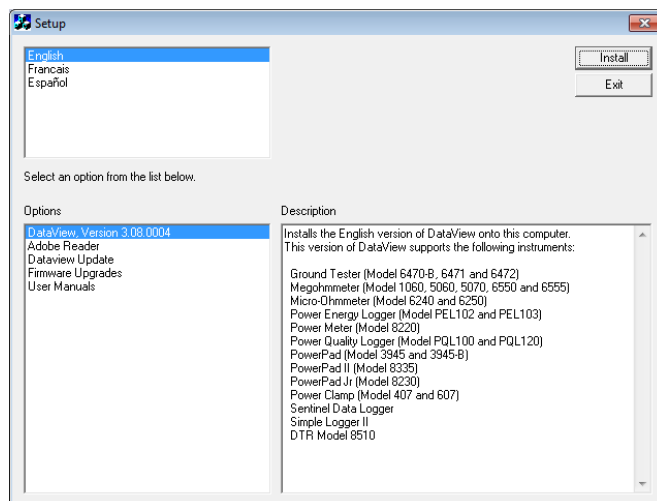 Setup
English
Francais
Español
Install
Exit
Select an option from the list below.
Options
DataView, Version 3.08.0004
Adobe Reader
Dataview Update
Firmware Upgrades
User Manuals
Description
Installs the English version of DataView onto this computer.
This version of DataView supports the following instruments:
Ground Tester (Model 6470-B, 6471 and 6472)
Megohmmeter (Model 1060, 5060, 5070, 6550 and 6555)
Micro-Ohmmeter (Model 6240 and 6250)
Power Energy Logger (Model PEL102 and PEL103)
Power Meter (Model 8220)
Power Quality Logger (Model PQL100 and PQL120)
PowerPad (Model 3945 and 3945-B)
PowerPad II (Model 8335)
PowerPad Jr (Model 8230)
Power Clamp (Model 407 and 607)
Sentinel Data Logger
Simple Logger II
DTR Model 8510